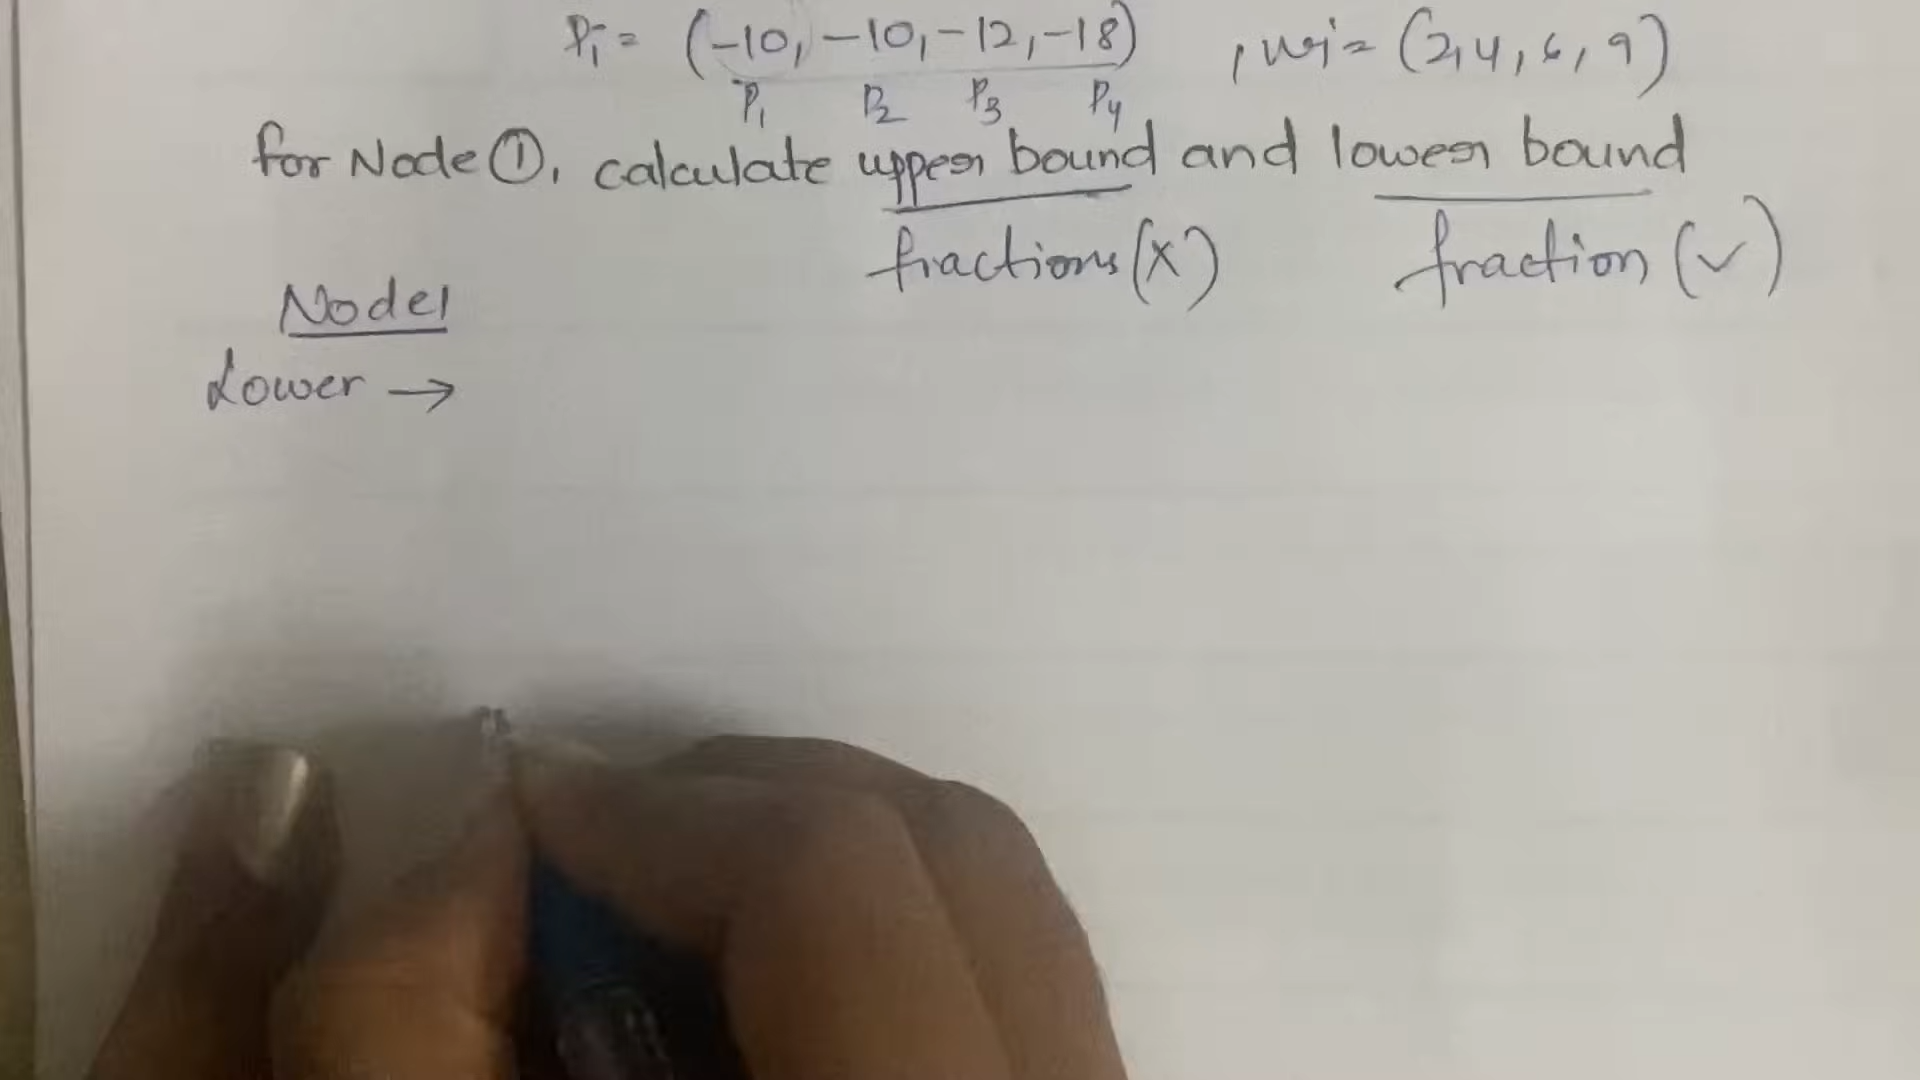 Pi = (-10, -10, -12, -18) , wi = (2, 4, 6, 9)
P1 P2 P3 P4
for Node ①, calculate upper bound and lower bound
fractions (x) fraction (✓)
Node1
Lower →